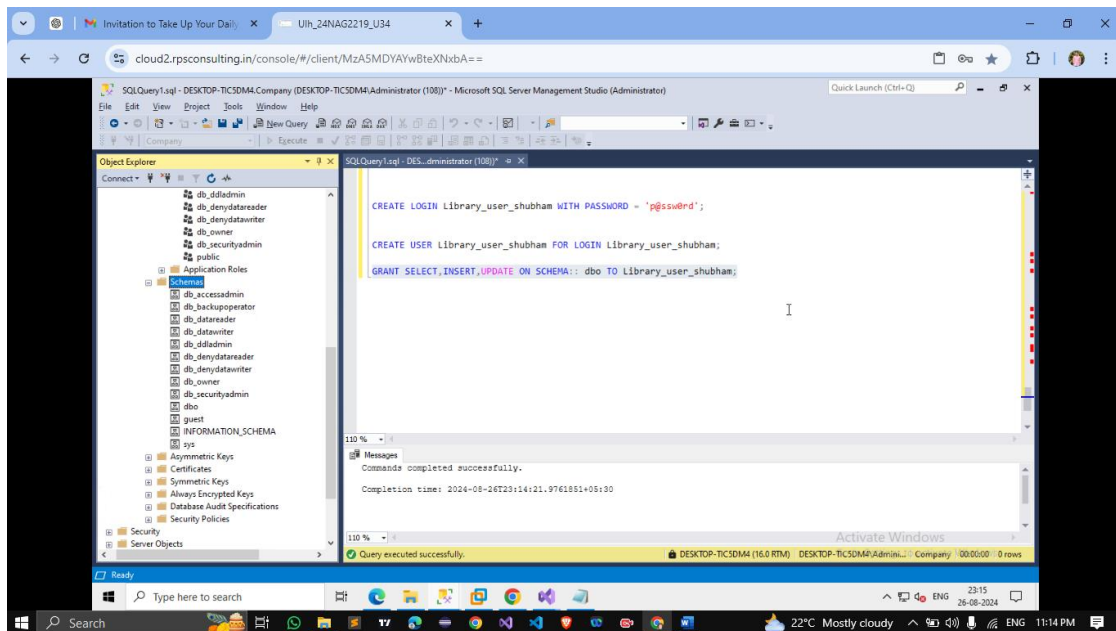 Invitation to Take Up Your Daily
Ulh_24NAG2219_U34
cloud2.rpsconsulting.in/console/#/client/MzA5MDYAYwBteXNxbA==
SQLQuery1.sql - DESKTOP-TIC5DM4.Company (DESKTOP-TIC5DM4\Administrator (108))* - Microsoft SQL Server Management Studio (Administrator)
Quick Launch (Ctrl+Q)
File Edit View Project Tools Window Help
New Query
Company
Execute
Object Explorer
SQLQuery1.sql - DES...dministrator (108))*
Connect
db_ddladmin
db_denydatareader
db_denydatawriter
db_owner
db_securityadmin
public
Application Roles
Schemas
db_accessadmin
db_backupoperator
db_datareader
db_datawriter
db_ddladmin
db_denydatareader
db_denydatawriter
db_owner
db_securityadmin
dbo
guest
INFORMATION_SCHEMA
sys
Asymmetric Keys
Certificates
Symmetric Keys
Always Encrypted Keys
Database Audit Specifications
Security Policies
Security
Server Objects
CREATE LOGIN Library_user_shubham WITH PASSWORD = 'p@ssw0rd';
CREATE USER Library_user_shubham FOR LOGIN Library_user_shubham;
GRANT SELECT,INSERT,UPDATE ON SCHEMA:: dbo TO Library_user_shubham;
110 %
Messages
Commands completed successfully.
Completion time: 2024-08-26T23:14:21.9761851+05:30
110 %
Activate Windows
Query executed successfully.
DESKTOP-TIC5DM4 (16.0 RTM) DESKTOP-TIC5DM4\Admini... Company 00:00:00 0 rows
Ready
Type here to search
ENG
23:15
26-08-2024
Search
22°C Mostly cloudy
ENG
11:14 PM